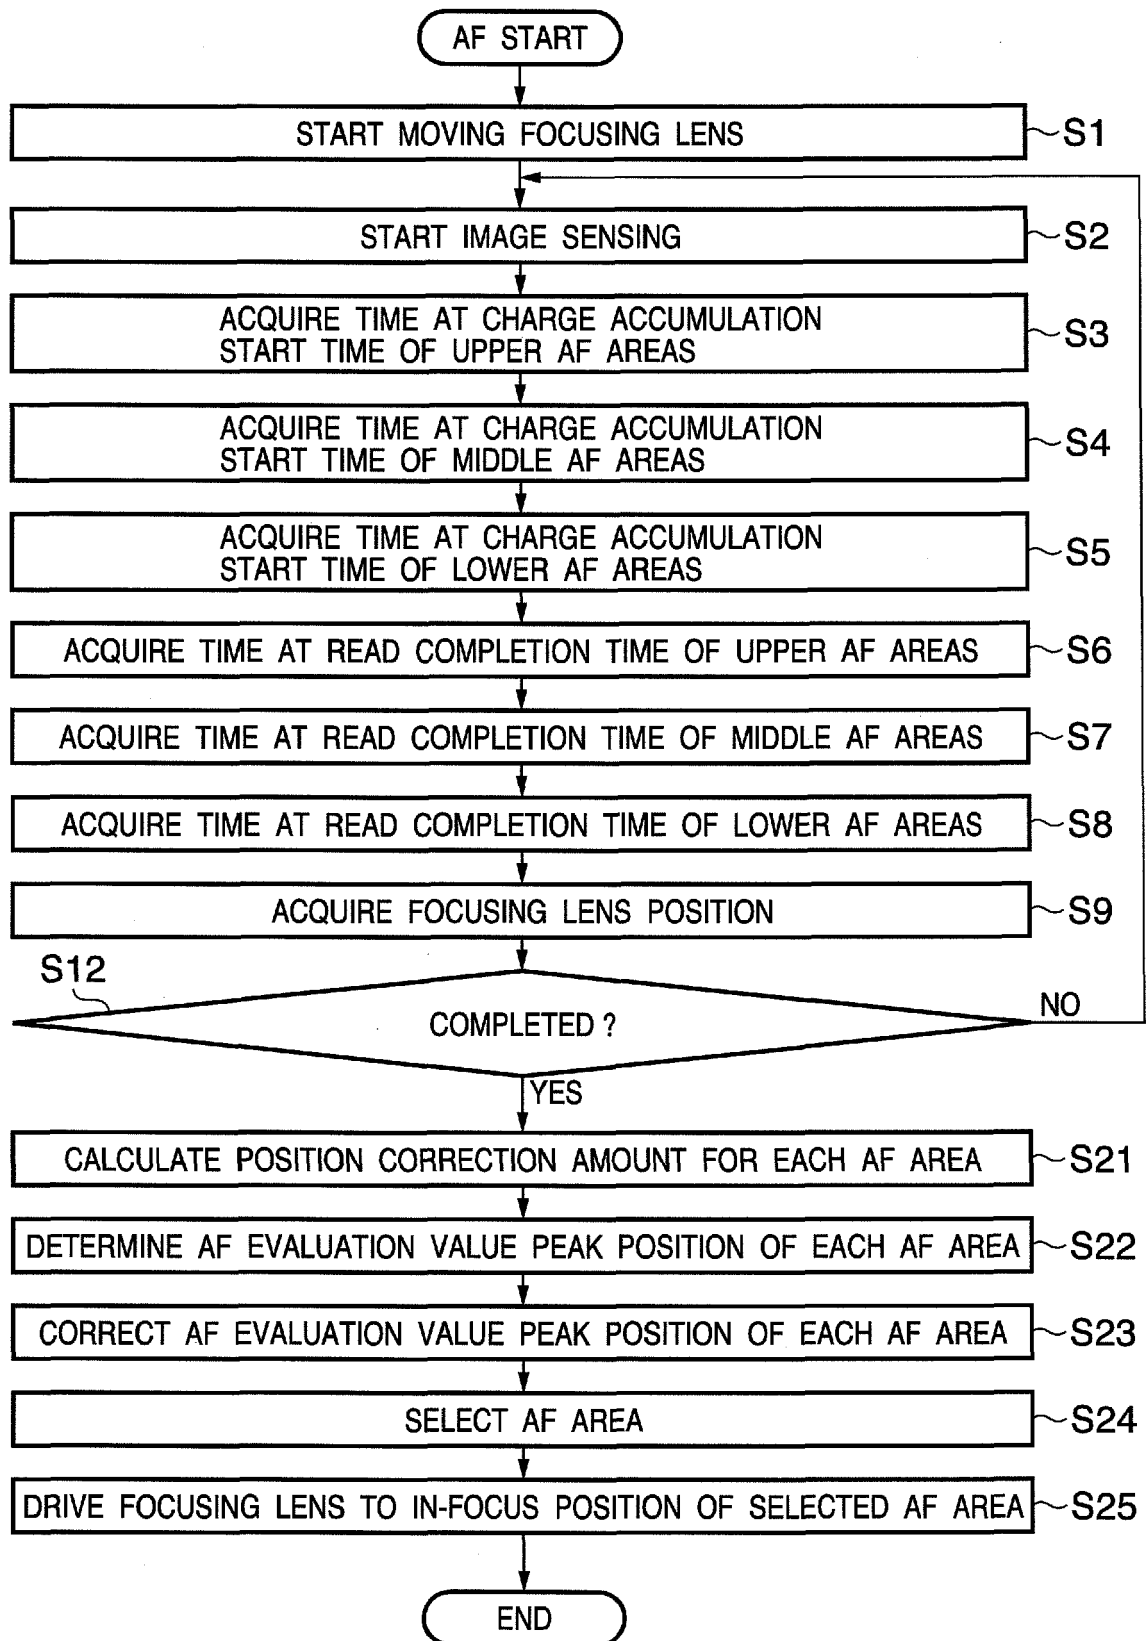 AF START
START MOVING FOCUSING LENS
S1
START IMAGE SENSING
S2
ACQUIRE TIME AT CHARGE ACCUMULATION
START TIME OF UPPER AF AREAS
S3
ACQUIRE TIME AT CHARGE ACCUMULATION
START TIME OF MIDDLE AF AREAS
S4
ACQUIRE TIME AT CHARGE ACCUMULATION
START TIME OF LOWER AF AREAS
S5
ACQUIRE TIME AT READ COMPLETION TIME OF UPPER AF AREAS
S6
ACQUIRE TIME AT READ COMPLETION TIME OF MIDDLE AF AREAS
S7
ACQUIRE TIME AT READ COMPLETION TIME OF LOWER AF AREAS
S8
ACQUIRE FOCUSING LENS POSITION
S9
S12
COMPLETED ?
NO
YES
CALCULATE POSITION CORRECTION AMOUNT FOR EACH AF AREA
S21
DETERMINE AF EVALUATION VALUE PEAK POSITION OF EACH AF AREA
S22
CORRECT AF EVALUATION VALUE PEAK POSITION OF EACH AF AREA
S23
SELECT AF AREA
S24
DRIVE FOCUSING LENS TO IN-FOCUS POSITION OF SELECTED AF AREA
S25
END